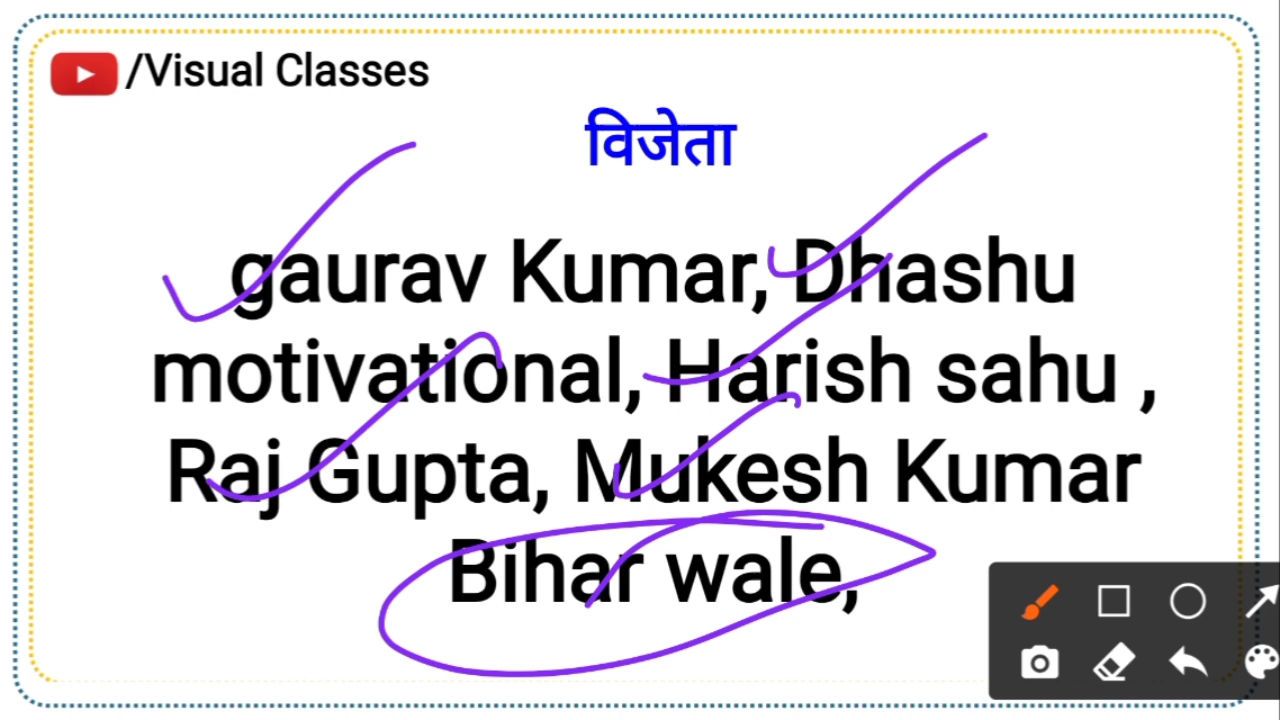 /Visual Classes
विजेता
gaurav Kumar, Dhashu
motivational, Harish sahu ,
Raj Gupta, Mukesh Kumar
Bihar wale,